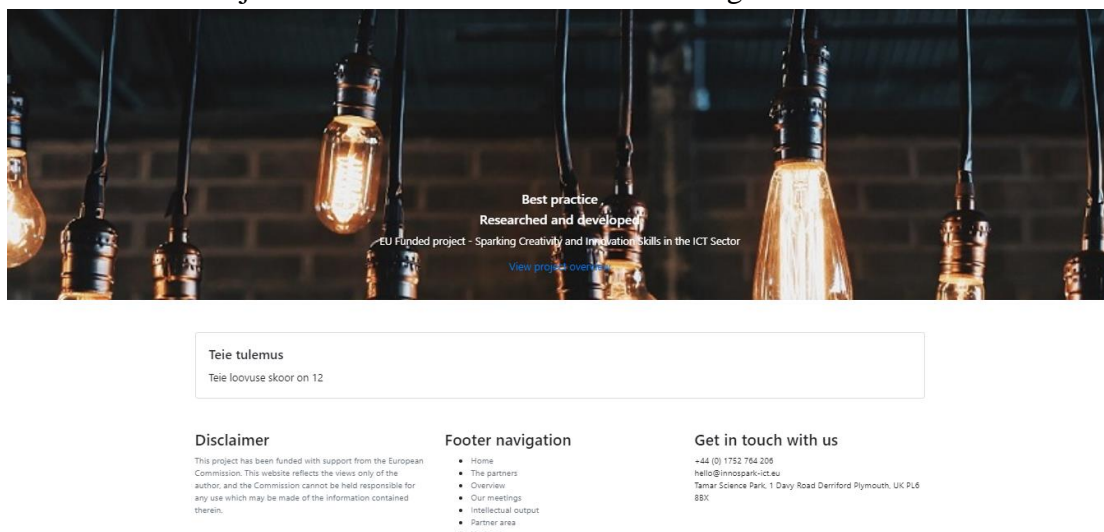 Best practice ,
Researched and developed
EU Funded project - Sparking Creativity and Innovation Skills in the ICT Sector
View project overview
Teie tulemus
Teie loovuse skoor on 12
Disclaimer
This project has been funded with support from the European
Commission. This website reflects the views only of the
author, and the Commission cannot be held responsible for
any use which may be made of the information contained
therein.
Footer navigation
Home
The partners
Overview
Our meetings
Intellectual output
Partner area
Get in touch with us
+44 (0) 1752 764 206
hello@innospark-ict.eu
Tamar Science Park, 1 Davy Road Derriford Plymouth, UK PL6
8BX